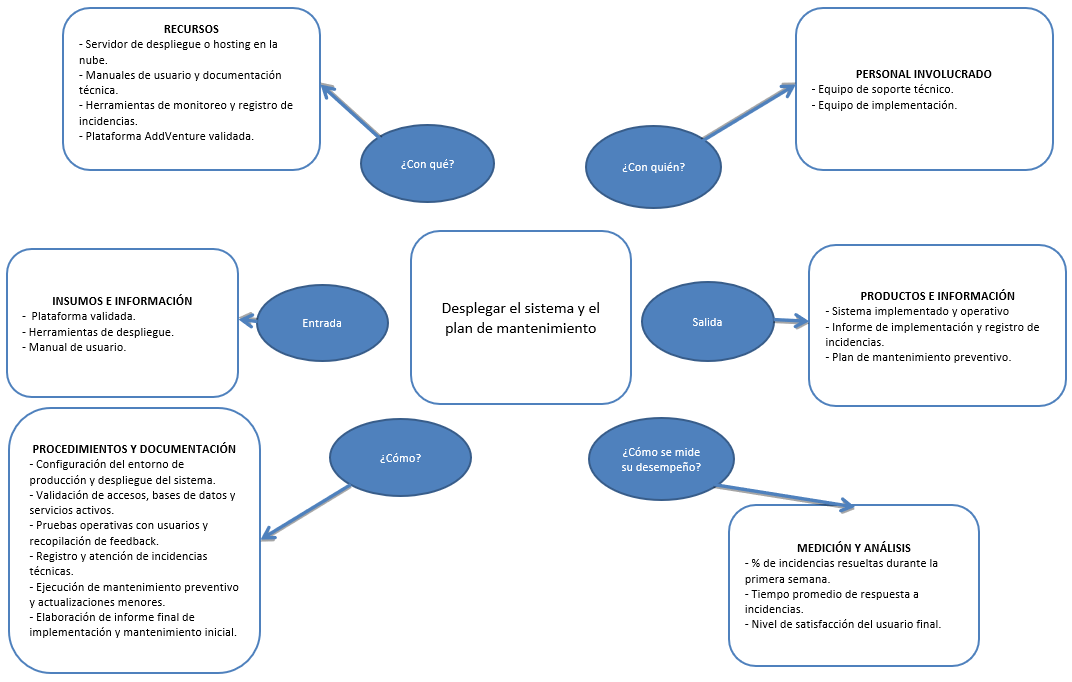 RECURSOS
- Servidor de despliegue o hosting en la
nube.
- Manuales de usuario y documentación
técnica.
- Herramientas de monitoreo y registro de
incidencias.
- Plataforma AddVenture validada.
¿Con qué?
¿Con quién?
PERSONAL INVOLUCRADO
- Equipo de soporte técnico.
- Equipo de implementación.
INSUMOS E INFORMACIÓN
- Plataforma validada.
- Herramientas de despliegue.
- Manual de usuario.
Entrada
Desplegar el sistema y el
plan de mantenimiento
Salida
PRODUCTOS E INFORMACIÓN
- Sistema implementado y operativo
- Informe de implementación y registro de
incidencias.
- Plan de mantenimiento preventivo.
PROCEDIMIENTOS Y DOCUMENTACIÓN
- Configuración del entorno de
producción y despliegue del sistema.
- Validación de accesos, bases de datos y
servicios activos.
- Pruebas operativas con usuarios y
recopilación de feedback.
- Registro y atención de incidencias
técnicas.
- Ejecución de mantenimiento preventivo
y actualizaciones menores.
- Elaboración de informe final de
implementación y mantenimiento inicial.
¿Cómo?
¿Cómo se mide
su desempeño?
MEDICIÓN Y ANÁLISIS
- % de incidencias resueltas durante la
primera semana.
- Tiempo promedio de respuesta a
incidencias.
- Nivel de satisfacción del usuario final.